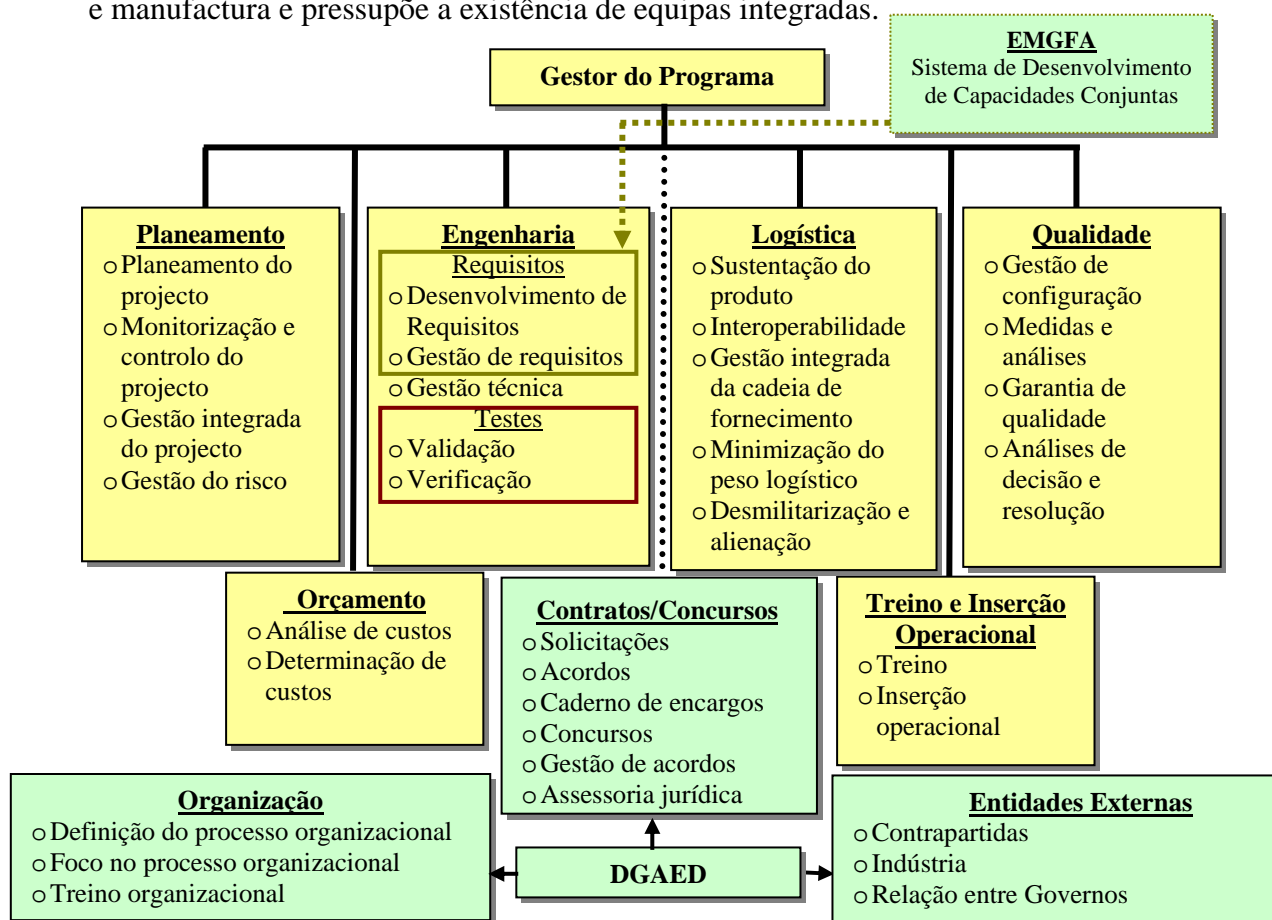 e manufactura e pressupõe a existência de equipas integradas.
EMGFA
Sistema de Desenvolvimento
de Capacidades Conjuntas
Gestor do Programa
Planeamento
o Planeamento do
projecto
o Monitorização e
controlo do
projecto
o Gestão integrada
do projecto
o Gestão do risco
Engenharia
Requisitos
o Desenvolvimento de
Requisitos
o Gestão de requisitos
o Gestão técnica
Testes
o Validação
o Verificação
Logística
o Sustentação do
produto
o Interoperabilidade
o Gestão integrada
da cadeia de
fornecimento
o Minimização do
peso logístico
o Desmilitarização e
alienação
Qualidade
o Gestão de
configuração
o Medidas e
análises
o Garantia de
qualidade
o Análises de
decisão e
resolução
Orçamento
o Análise de custos
o Determinação de
custos
Contratos/Concursos
o Solicitações
o Acordos
o Caderno de encargos
o Concursos
o Gestão de acordos
o Assessoria jurídica
Treino e Inserção
Operacional
o Treino
o Inserção
operacional
Organização
o Definição do processo organizacional
o Foco no processo organizacional
o Treino organizacional
DGAED
Entidades Externas
o Contrapartidas
o Indústria
o Relação entre Governos